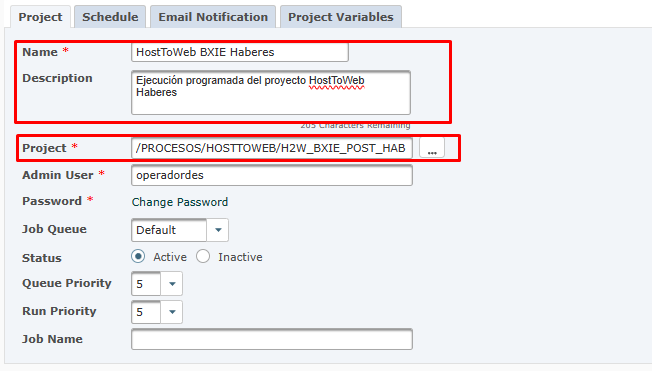 Project Schedule Email Notification Project Variables
Name * HostToWeb BXIE Haberes
Description Ejecución programada del proyecto HostToWeb
Haberes
205 Characters Remaining
Project * /PROCESOS/HOSTTOWEB/H2W_BXIE_POST_HAB ...
Admin User * operadordes
Password * Change Password
Job Queue Default
Status Active Inactive
Queue Priority 5
Run Priority 5
Job Name